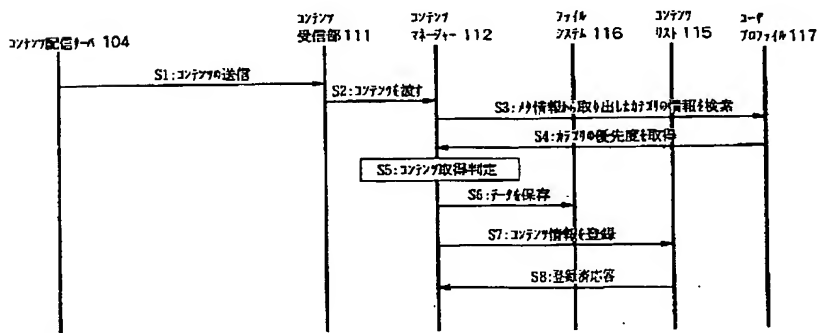 コンテンツ配信サーバ 104
コンテンツ
受信部 111
コンテンツ
マネージャー 112
ファイル
システム 116
コンテンツ
リスト 115
ユーザ
プロファイル 117
S1:コンテンツの送信
S2:コンテンツを渡す
S3:メタ情報から取り出したカテゴリの情報を検索
S4:カテゴリの優先度を取得
S5:コンテンツ取得判定
S6:データを保存
S7:コンテンツ情報を登録
S8:登録済応答